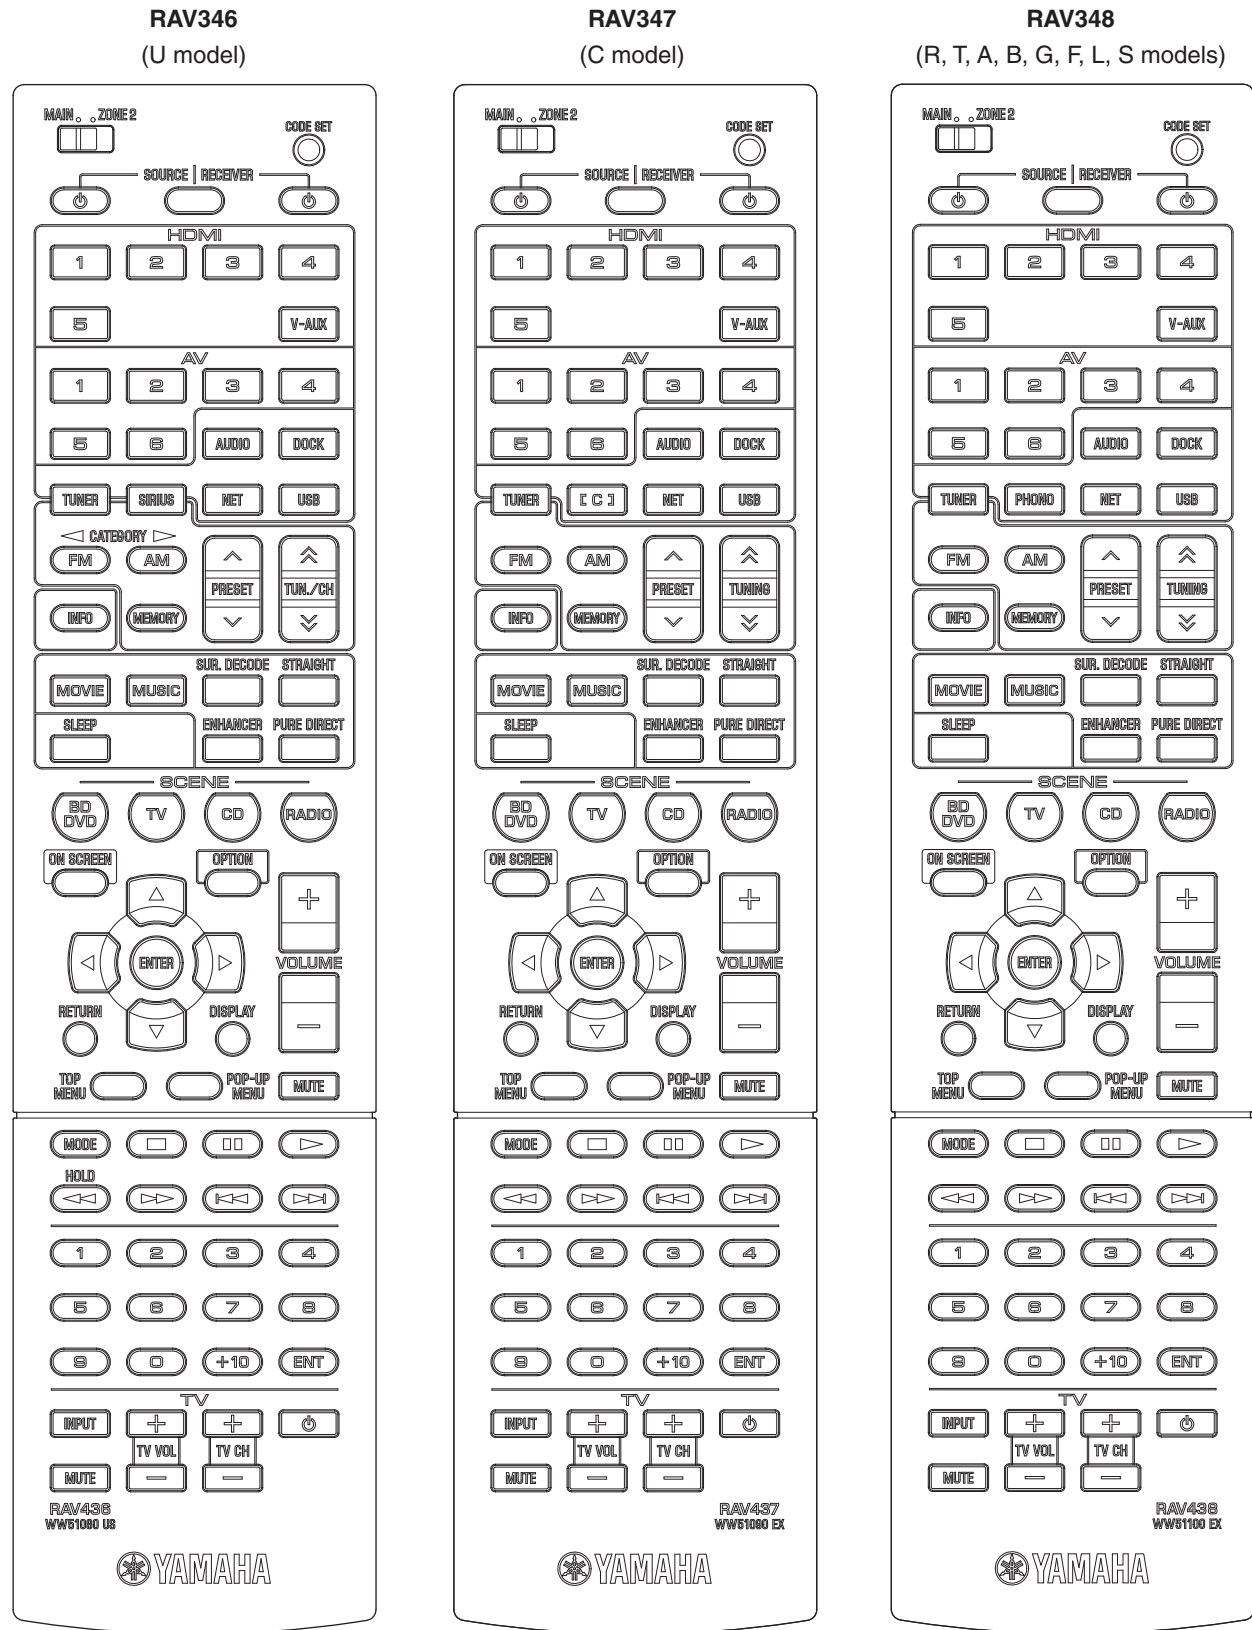 RAV346
(U model)
MAIN ZONE 2
CODE SET
SOURCE RECEIVER
HDMI
1 2 3 4
5 V-AUX
AV
1 2 3 4
5 6 AUDIO DOCK
TUNER SIRIUS NET USB
CATEGORY
FM AM
PRESET TUN./CH
INFO MEMORY
SUR. DECODE STRAIGHT
MOVIE MUSIC
SLEEP ENHANCER PURE DIRECT
SCENE
BD DVD TV CD RADIO
ON SCREEN OPTION
ENTER
VOLUME
RETURN DISPLAY
TOP MENU POP-UP MENU MUTE
MODE
HOLD
1 2 3 4
5 6 7 8
9 0 +10 ENT
TV
INPUT
TV VOL TV CH
MUTE
RAV436
WW51080 US
YAMAHA
RAV347
(C model)
MAIN ZONE 2
CODE SET
SOURCE RECEIVER
HDMI
1 2 3 4
5 V-AUX
AV
1 2 3 4
5 6 AUDIO DOCK
TUNER [ C ] NET USB
FM AM
PRESET TUNING
INFO MEMORY
SUR. DECODE STRAIGHT
MOVIE MUSIC
SLEEP ENHANCER PURE DIRECT
SCENE
BD DVD TV CD RADIO
ON SCREEN OPTION
ENTER
VOLUME
RETURN DISPLAY
TOP MENU POP-UP MENU MUTE
MODE
1 2 3 4
5 6 7 8
9 0 +10 ENT
TV
INPUT
TV VOL TV CH
MUTE
RAV437
WW51090 EX
YAMAHA
RAV348
(R, T, A, B, G, F, L, S models)
MAIN ZONE 2
CODE SET
SOURCE RECEIVER
HDMI
1 2 3 4
5 V-AUX
AV
1 2 3 4
5 6 AUDIO DOCK
TUNER PHONO NET USB
FM AM
PRESET TUNING
INFO MEMORY
SUR. DECODE STRAIGHT
MOVIE MUSIC
SLEEP ENHANCER PURE DIRECT
SCENE
BD DVD TV CD RADIO
ON SCREEN OPTION
ENTER
VOLUME
RETURN DISPLAY
TOP MENU POP-UP MENU MUTE
MODE
1 2 3 4
5 6 7 8
9 0 +10 ENT
TV
INPUT
TV VOL TV CH
MUTE
RAV438
WW51100 EX
YAMAHA